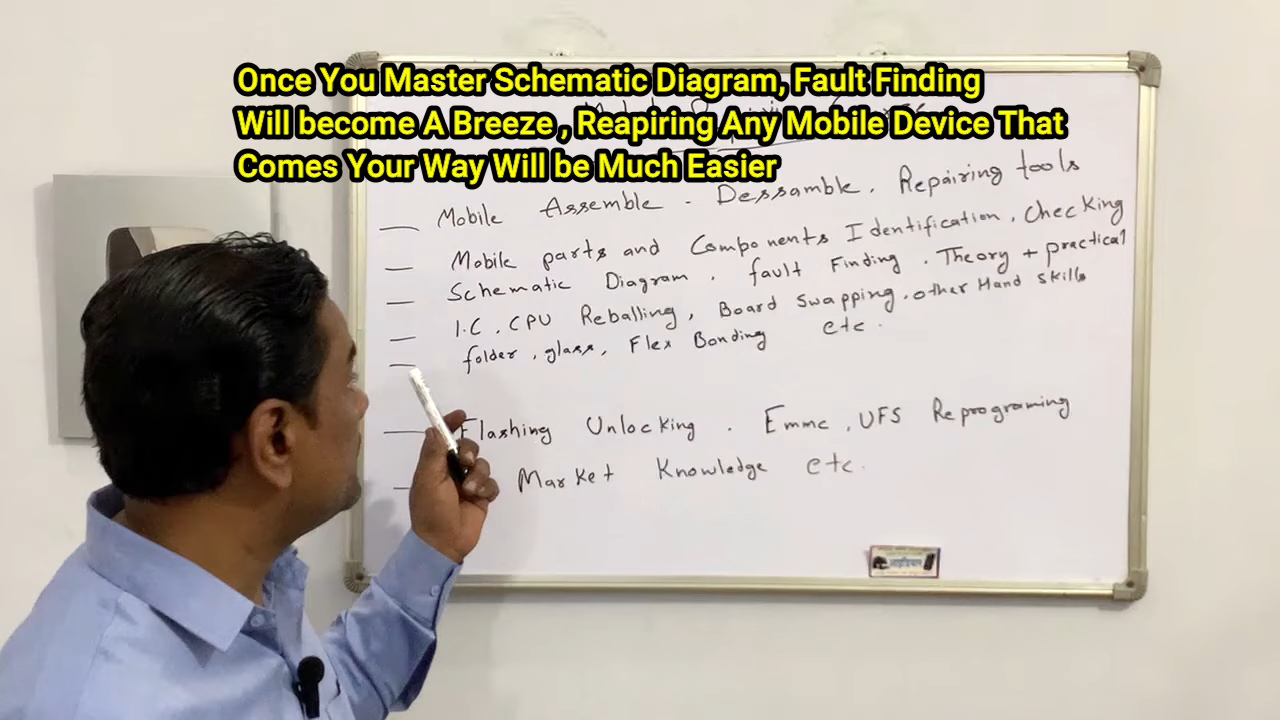 Once You Master Schematic Diagram, Fault Finding
Will become A Breeze , Reapiring Any Mobile Device That
Comes Your Way Will be Much Easier
Mobile Assemble . Dessamble . Repairing tools
Mobile parts and Components Identification . Checking
Schematic Diagram . fault Finding . Theory + practical
I.C , CPU Reballing , Board Swapping . other Hand skills
folder , glass , Flex Bonding etc .
Flashing Unlocking . Emmc , UFS Reprograming
Market Knowledge etc .
आइडियल